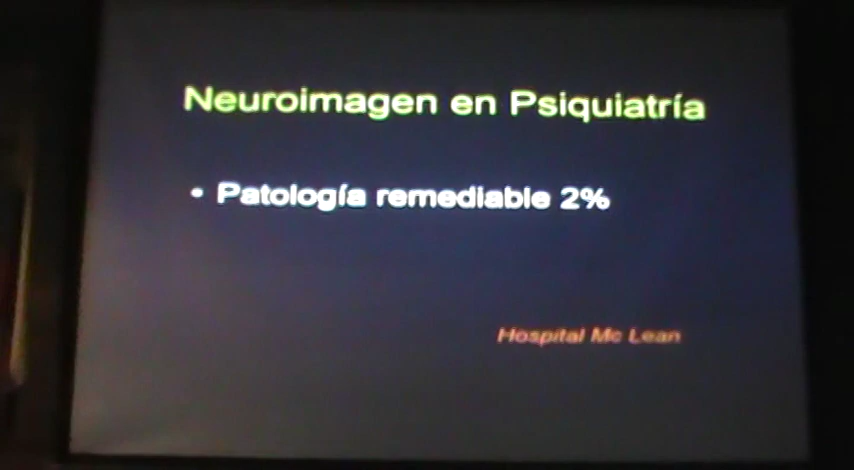 Neuroimagen en Psiquiatría
• Patología remediable 2%
Hospital Mc Lean